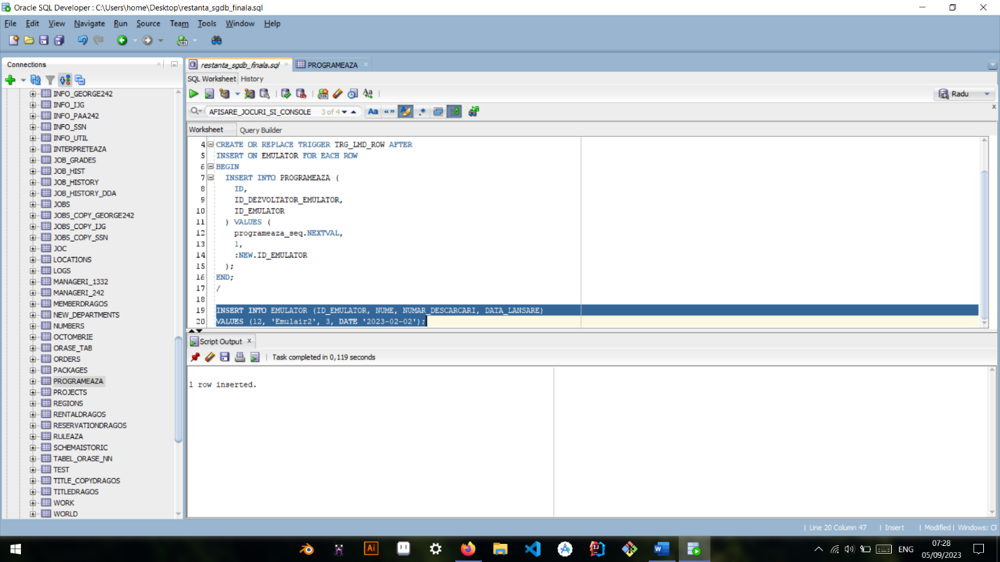 Oracle SQL Developer : C:\Users\home\Desktop\restanta_sgdb_finala.sql
File Edit View Navigate Run Source Team Tools Window Help
Connections
INFO_GEORGE242
INFO_IJG
INFO_PAA242
INFO_SSN
INFO_UTIL
INTERPRETEAZA
JOB_GRADES
JOB_HIST
JOB_HISTORY
JOB_HISTORY_DDA
JOBS
JOBS_COPY_GEORGE242
JOBS_COPY_IJG
JOBS_COPY_SSN
JOC
LOCATIONS
LOGS
MANAGERI_1332
MANAGERI_242
MEMBERDRAGOS
NEW_DEPARTMENTS
NUMBERS
OCTOMBRIE
ORASE_TAB
ORDERS
PACKAGES
PROGRAMEAZA
PROJECTS
REGIONS
RENTALDRAGOS
RESERVATIONDRAGOS
RULEAZA
SCHEMAISTORIC
TABEL_ORASE_NN
TEST
TITLE_COPYDRAGOS
TITLEDRAGOS
WORK
WORLD
restanta_sgdb_finala.sql PROGRAMEAZA
SQL Worksheet History
Radu
AFISARE_JOCURI_SI_CONSOLE 3 of 4 Aa
Worksheet Query Builder
4 CREATE OR REPLACE TRIGGER TRG_LMD_ROW AFTER
5 INSERT ON EMULATOR FOR EACH ROW
6 BEGIN
7 INSERT INTO PROGRAMEAZA (
8 ID,
9 ID_DEZVOLTATOR_EMULATOR,
10 ID_EMULATOR
11 ) VALUES (
12 programeaza_seq.NEXTVAL,
13 1,
14 :NEW.ID_EMULATOR
15 );
16 END;
17 /
18
19 INSERT INTO EMULATOR (ID_EMULATOR, NUME, NUMAR_DESCARCARI, DATA_LANSARE)
20 VALUES (12, 'Emulair2', 3, DATE '2023-02-02');
Script Output
Task completed in 0,119 seconds
1 row inserted.
Line 20 Column 47 | Insert | Modified | Windows: CR
ENG
07:28
05/09/2023